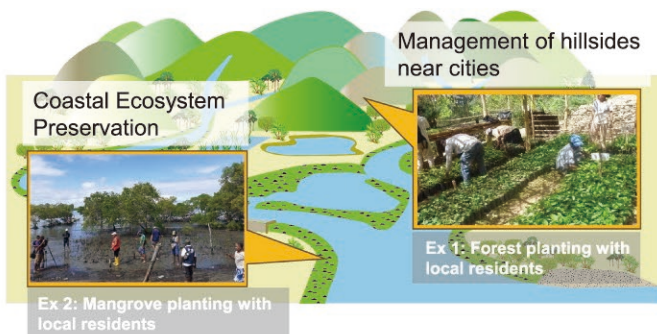 Management of hillsides
near cities
Coastal Ecosystem
Preservation
Ex 1: Forest planting with
local residents
Ex 2: Mangrove planting with
local residents